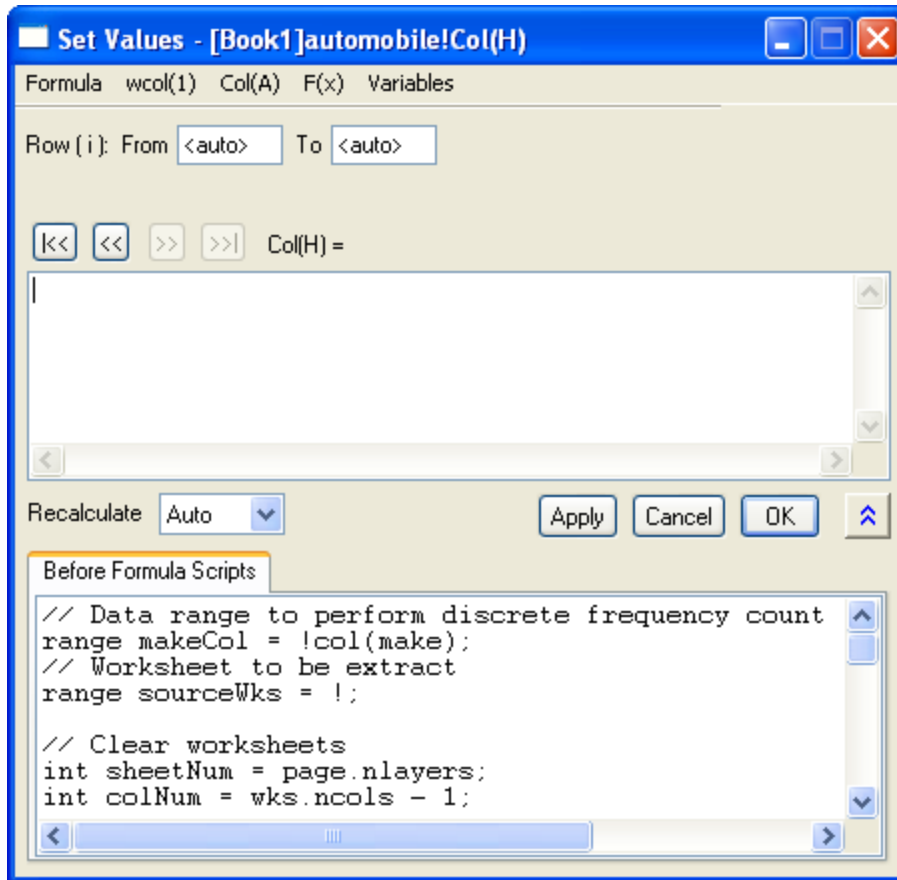 Set Values - [Book1]automobile!Col(H)
Formula wcol(1) Col(A) F(x) Variables
Row (i): From <auto> To <auto>
|<< << >> >>| Col(H) =
Recalculate Auto Apply Cancel OK
Before Formula Scripts
// Data range to perform discrete frequency count
range makeCol = !col(make);
// Worksheet to be extract
range sourceWks = !;
// Clear worksheets
int sheetNum = page.nlayers;
int colNum = wks.ncols - 1;